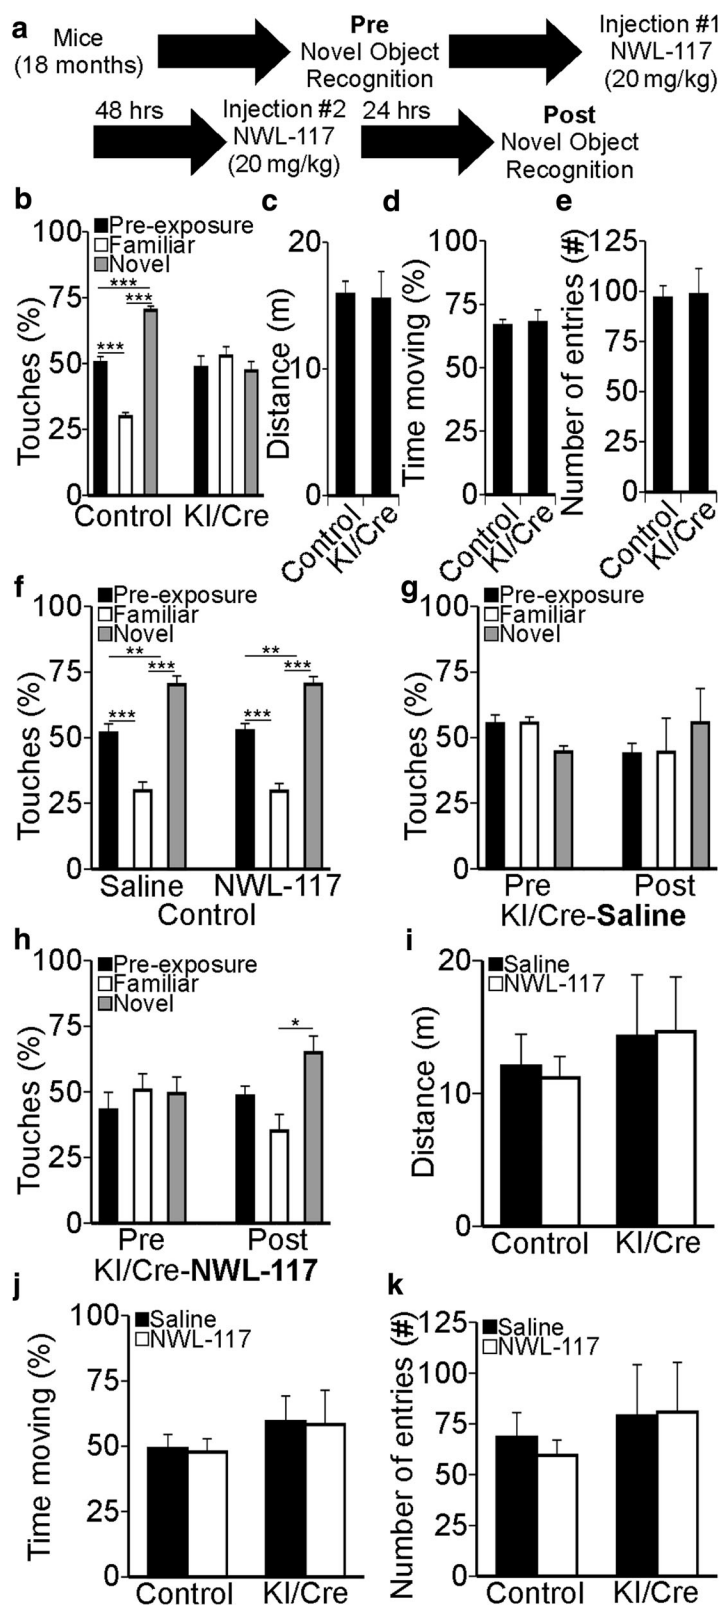 a
Mice
(18 months)
Pre
Novel Object
Recognition
Injection #1
NWL-117
(20 mg/kg)
48 hrs
Injection #2
NWL-117
(20 mg/kg)
24 hrs
Post
Novel Object
Recognition
b
Pre-exposure
Familiar
Novel
Touches (%)
100
75
50
25
0
***
***
***
Control KI/Cre
c
Distance (m)
20
10
0
Control
KI/Cre
d
Time moving (%)
100
75
50
25
0
Control
KI/Cre
e
Number of entries (#)
125
100
75
50
25
0
Control
KI/Cre
f
Pre-exposure
Familiar
Novel
Touches (%)
100
75
50
25
0
**
***
***
**
***
***
Saline NWL-117
Control
g
Pre-exposure
Familiar
Novel
Touches (%)
100
75
50
25
0
Pre Post
KI/Cre-Saline
h
Pre-exposure
Familiar
Novel
Touches (%)
100
75
50
25
0
*
Pre Post
KI/Cre-NWL-117
i
Saline
NWL-117
Distance (m)
20
10
0
Control KI/Cre
j
Saline
NWL-117
Time moving (%)
100
75
50
25
0
Control KI/Cre
k
Saline
NWL-117
Number of entries (#)
125
100
75
50
25
0
Control KI/Cre